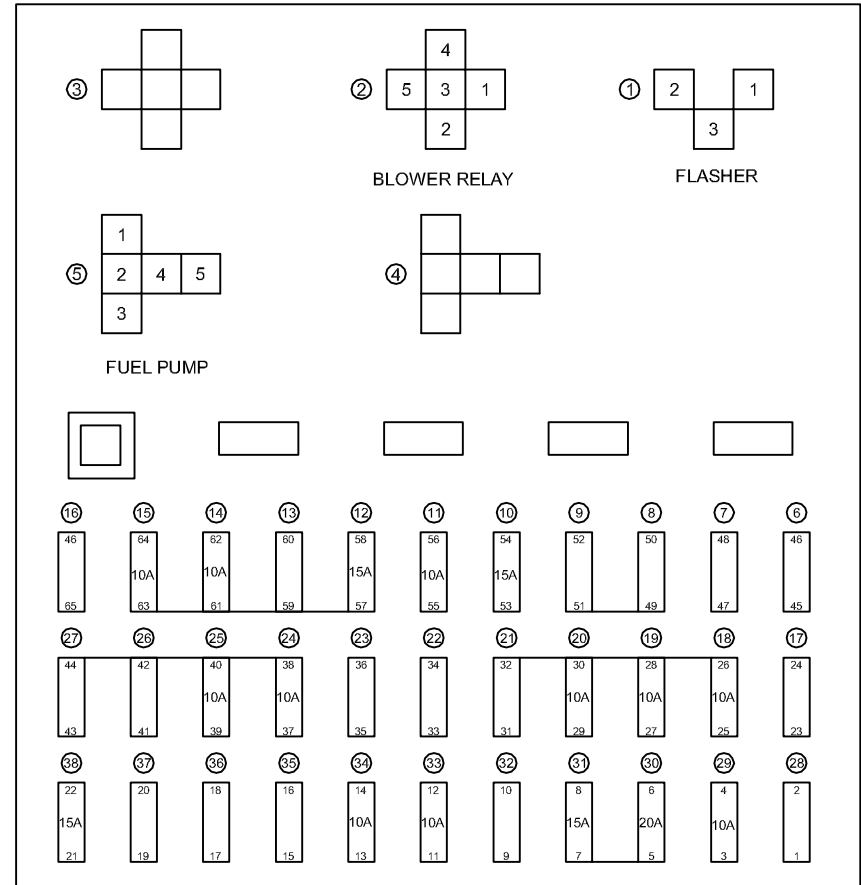 4
③ ② 5 3 1 ① 2 1
2 3
BLOWER RELAY FLASHER
1
⑤ 2 4 5 ④
3
FUEL PUMP
⑯ ⑮ ⑭ ⑬ ⑫ ⑪ ⑩ ⑨ ⑧ ⑦ ⑥
46 64 62 60 58 56 54 52 50 48 46
10A 10A 15A 10A 15A
65 63 61 59 57 55 53 51 49 47 45
㉗ ㉖ ㉕ ㉔ ㉓ ㉒ ㉑ ⑳ ⑲ ⑱ ⑰
44 42 40 38 36 34 32 30 28 26 24
10A 10A 10A 10A 10A
43 41 39 37 35 33 31 29 27 25 23
㊳ ㊲ ㊱ ㉟ ㉞ ㉝ ㉜ ㉛ ㉚ ㉙ ㉘
22 20 18 16 14 12 10 8 6 4 2
15A 10A 10A 15A 20A 10A
21 19 17 15 13 11 9 7 5 3 1